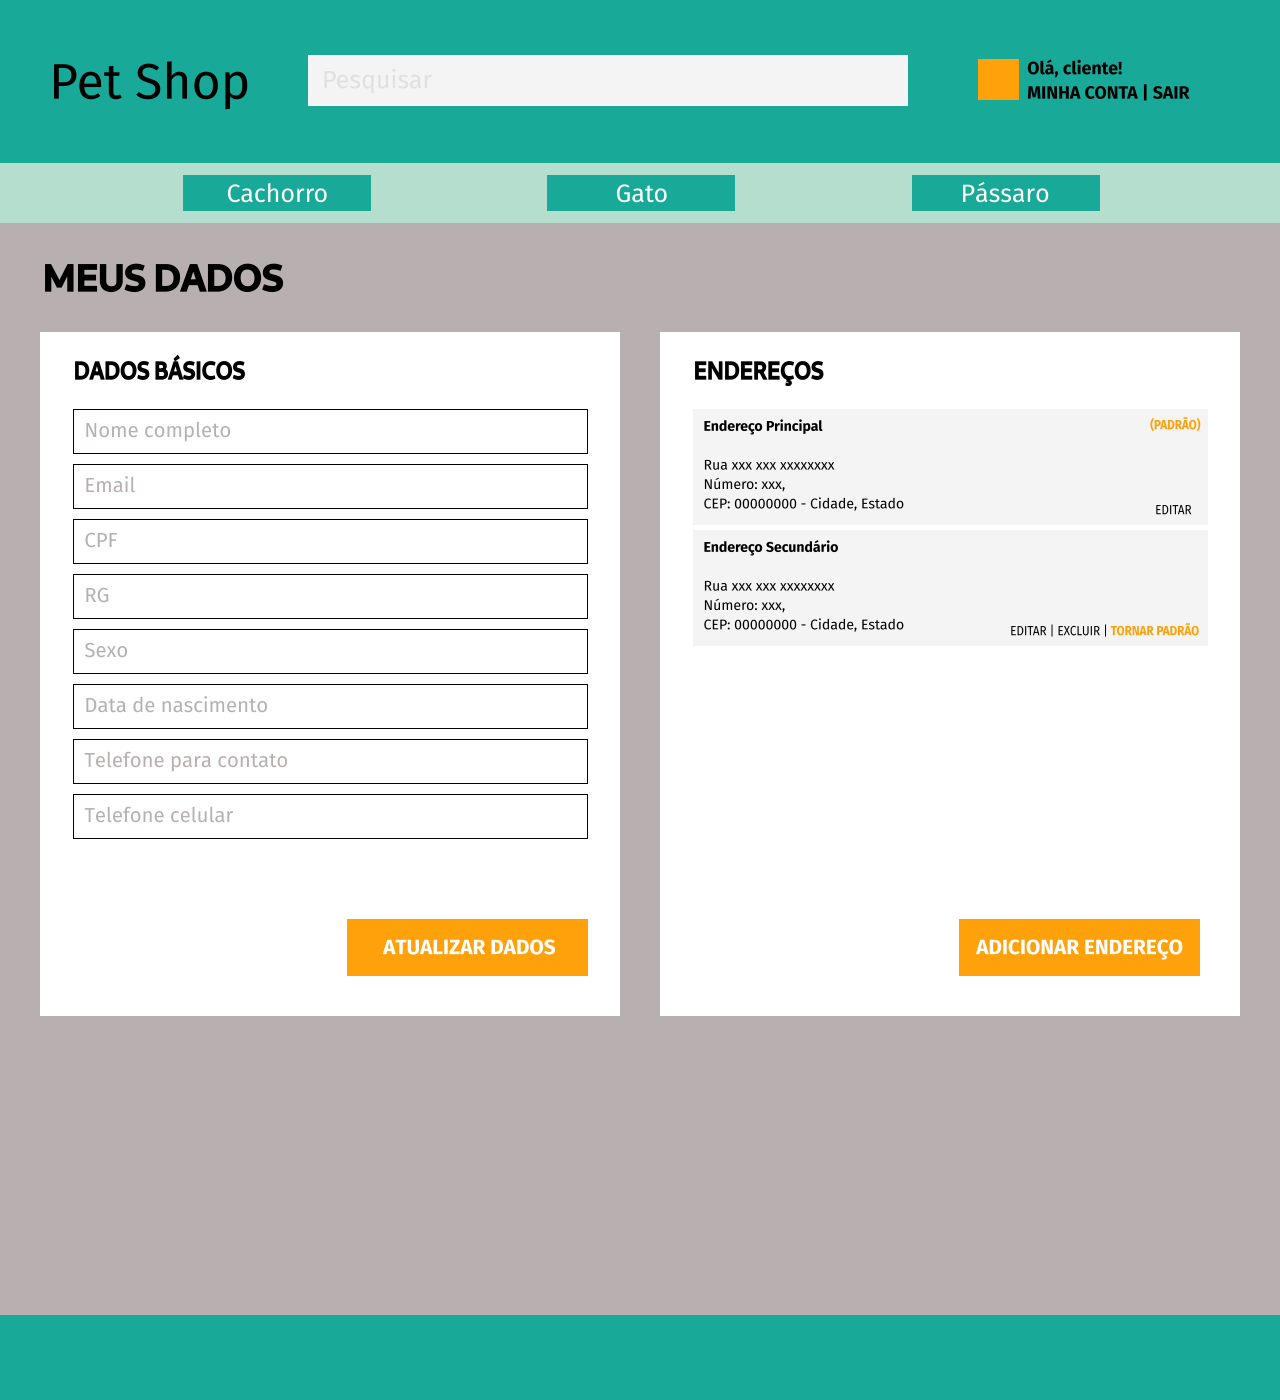 Pet Shop
Pesquisar
Olá, cliente!
MINHA CONTA | SAIR
Cachorro
Gato
Pássaro
MEUS DADOS
DADOS BÁSICOS
Nome completo
Email
CPF
RG
Sexo
Data de nascimento
Telefone para contato
Telefone celular
ATUALIZAR DADOS
ENDEREÇOS
Endereço Principal
(PADRÃO)
Rua xxx xxx xxxxxxxx
Número: xxx,
CEP: 00000000 - Cidade, Estado
EDITAR
Endereço Secundário
Rua xxx xxx xxxxxxxx
Número: xxx,
CEP: 00000000 - Cidade, Estado
EDITAR | EXCLUIR | TORNAR PADRÃO
ADICIONAR ENDEREÇO